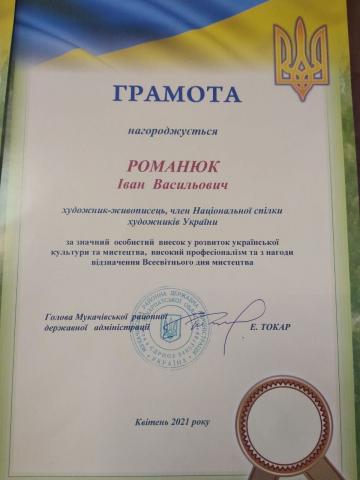 ГРАМОТА
нагороджується
РОМАНЮК
Іван Васильович
художник-живописець, член Національної спілки
художників України
за значний особистий внесок у розвиток української
культури та мистецтва, високий професіоналізм та з нагоди
відзначення Всесвітнього дня мистецтва
Голова Мукачівської районної
державної адміністрації
Е. ТОКАР
УКРАЇНА
Квітень 2021 року